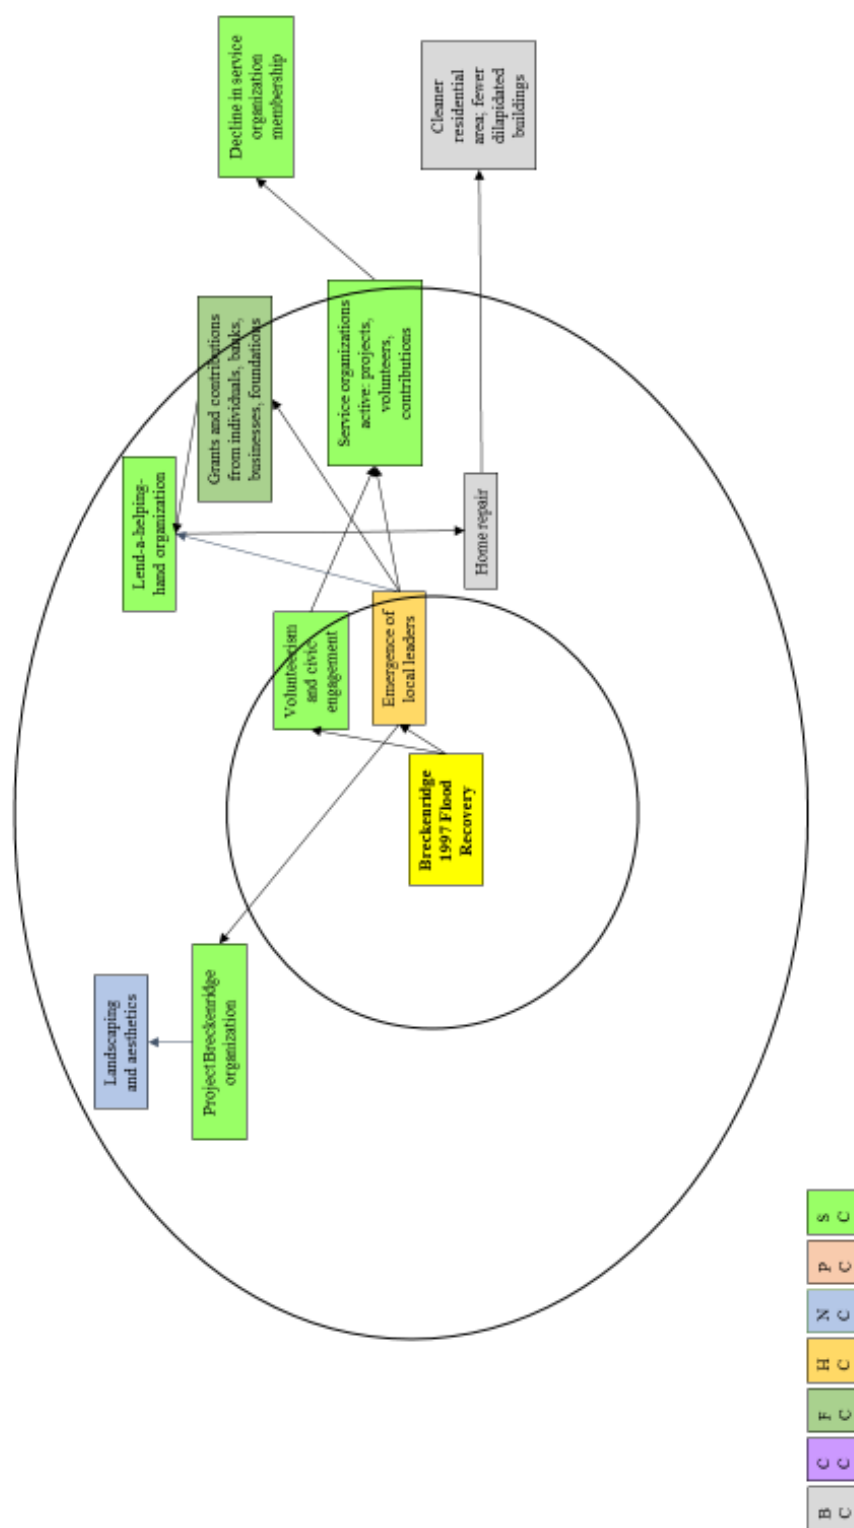 Landscaping
and aesthetics
ProjectBreckenridge
organization
Lend-a-helping-
hand organization
Grants and contributions
from individuals, banks,
businesses, foundations
Decline in service
organization
membership
Volunteerism
and civic
engagement
Service organizations
active: projects,
volunteers,
contributions
Emergence of
local leaders
Breckenridge
1997 Flood
Recovery
Home repair
Cleaner
residential
area; fewer
dilapidated
buildings
B
C
C
C
F
C
H
C
N
C
P
C
S
C